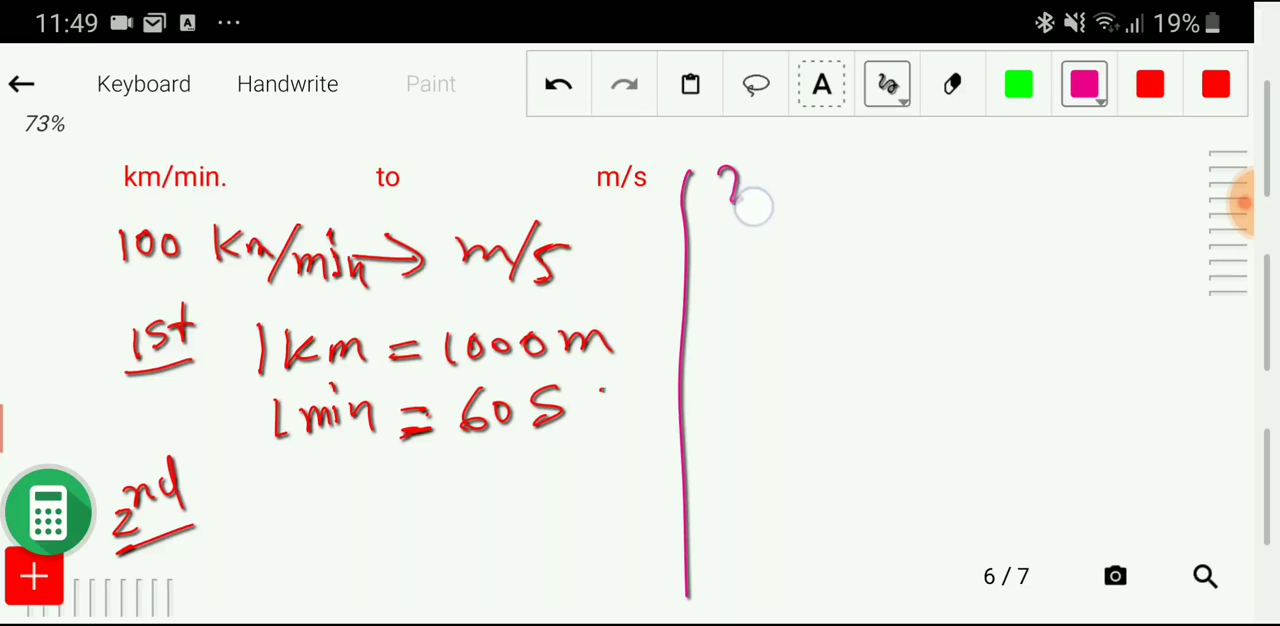 11:49 19%
Keyboard Handwrite Paint A
73%
km/min. to m/s
100 km/min → m/s
1st 1 km = 1000 m
1 min = 60 s
2nd
2
6 / 7